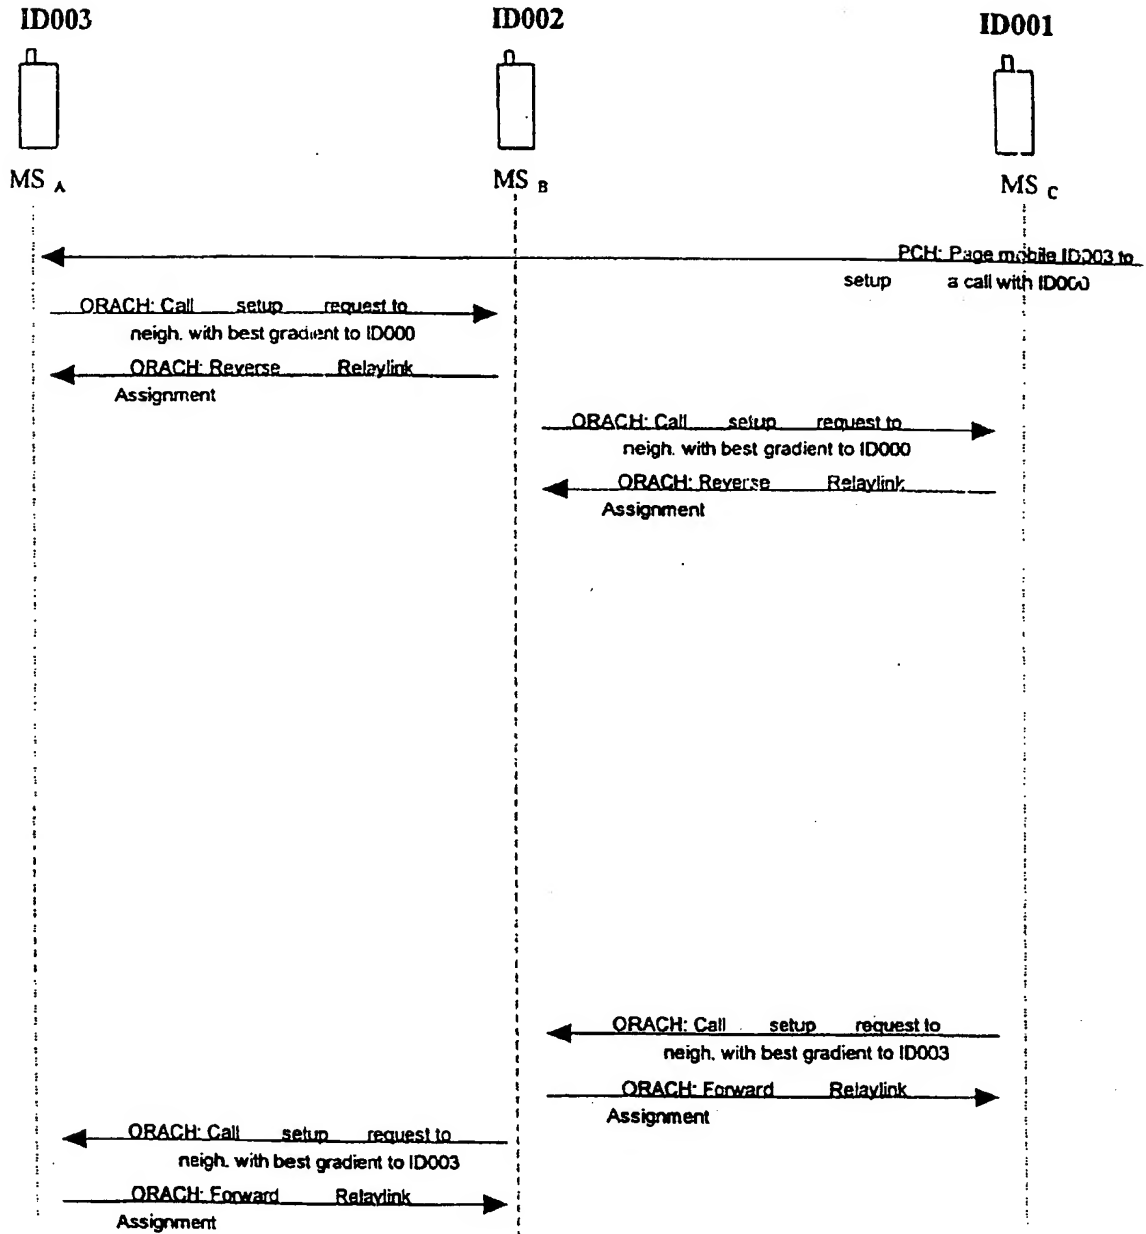 ID003 ID002 ID001
MS A MS B MS C
PCH: Page mobile ID003 to
setup a call with ID000
ORACH: Call setup request to
neigh. with best gradient to ID000
ORACH: Reverse Relaylink
Assignment
ORACH: Call setup request to
neigh. with best gradient to ID000
ORACH: Reverse Relaylink
Assignment
ORACH: Call setup request to
neigh. with best gradient to ID003
ORACH: Forward Relaylink
Assignment
ORACH: Call setup request to
neigh. with best gradient to ID003
ORACH: Forward Relaylink
Assignment